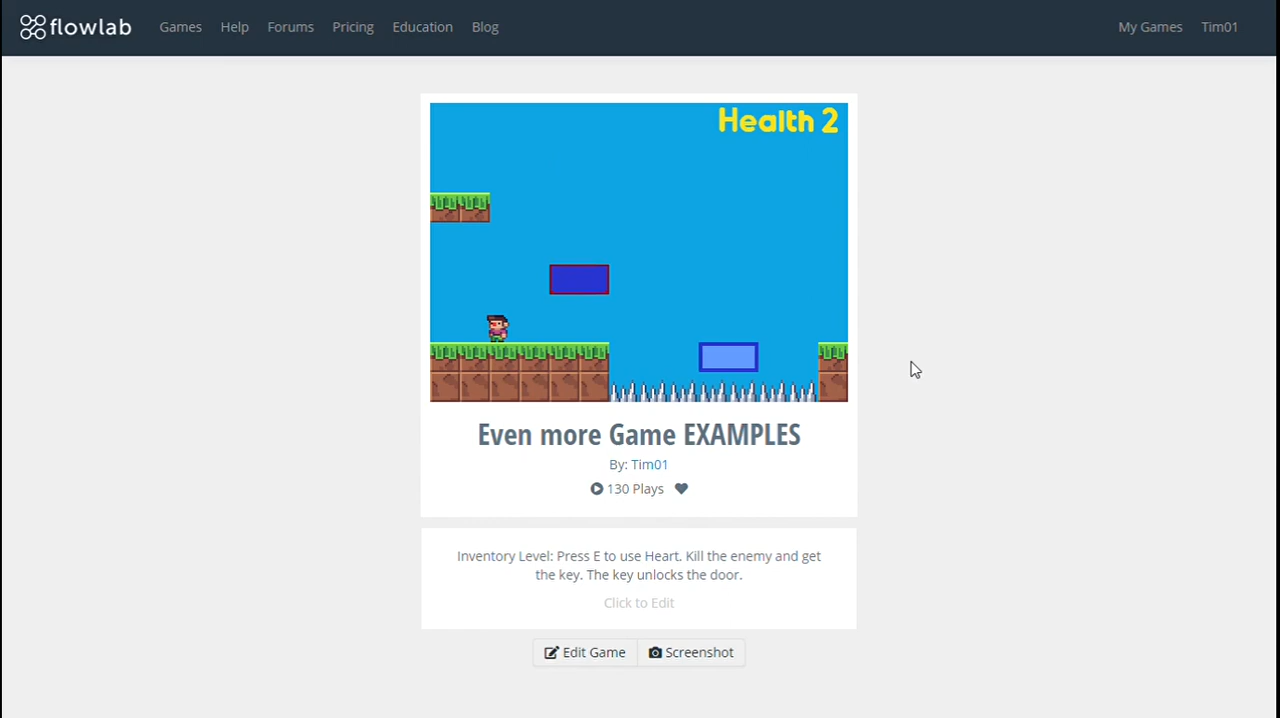 flowlab Games Help Forums Pricing Education Blog My Games Tim01
Health 2
Even more Game EXAMPLES
By: Tim01
130 Plays
Inventory Level: Press E to use Heart. Kill the enemy and get
the key. The key unlocks the door.
Click to Edit
Edit Game Screenshot